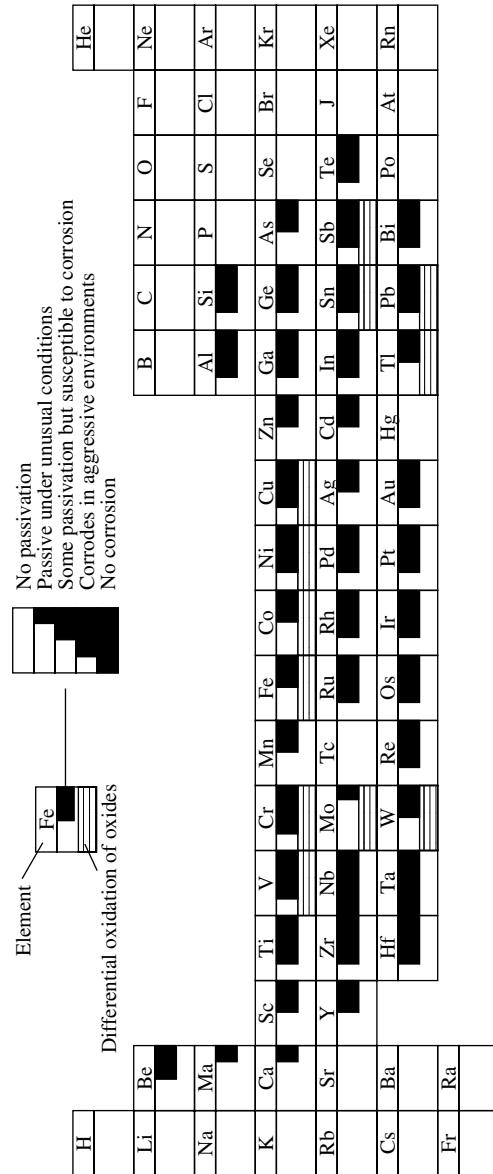 Element
Fe
Differential oxidation of oxides
No passivation
Passive under unusual conditions
Some passivation but susceptible to corrosion
Corrodes in aggressive environments
No corrosion
H He
Li Be B C N O F Ne
Na Ma Al Si P S Cl Ar
K Ca Sc Ti V Cr Mn Fe Co Ni Cu Zn Ga Ge As Se Br Kr
Rb Sr Y Zr Nb Mo Tc Ru Rh Pd Ag Cd In Sn Sb Te J Xe
Cs Ba Hf Ta W Re Os Ir Pt Au Hg Tl Pb Bi Po At Rn
Fr Ra